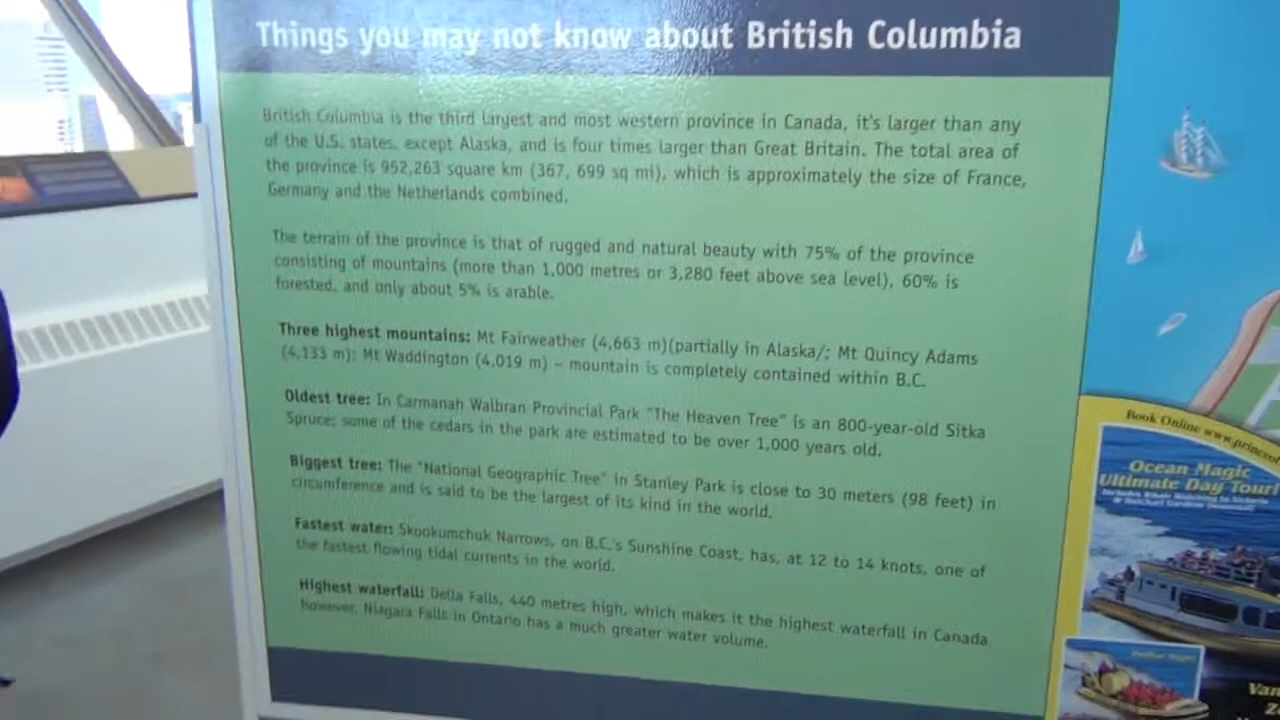 Things you may not know about British Columbia
British Columbia is the third largest and most western province in Canada, it's larger than any
of the U.S. states, except Alaska, and is four times larger than Great Britain. The total area of
the province is 952,263 square km (367, 699 sq mi), which is approximately the size of France,
Germany and the Netherlands combined.
The terrain of the province is that of rugged and natural beauty with 75% of the province
consisting of mountains (more than 1,000 metres or 3,280 feet above sea level), 60% is
forested, and only about 5% is arable.
Three highest mountains: Mt Fairweather (4,663 m)(partially in Alaska/; Mt Quincy Adams
(4,133 m); Mt Waddington (4,019 m) – mountain is completely contained within B.C.
Oldest tree: In Carmanah Walbran Provincial Park "The Heaven Tree" is an 800-year-old Sitka
Spruce; some of the cedars in the park are estimated to be over 1,000 years old.
Biggest tree: The "National Geographic Tree" in Stanley Park is close to 30 meters (98 feet) in
circumference and is said to be the largest of its kind in the world.
Fastest water: Skookumchuk Narrows, on B.C.'s Sunshine Coast, has, at 12 to 14 knots, one of
the fastest flowing tidal currents in the world.
Highest waterfall: Della Falls, 440 metres high, which makes it the highest waterfall in Canada
however, Niagara Falls in Ontario has a much greater water volume.
Book Online www.princeof
Ocean Magic
Ultimate Day Tour!
Includes Whale Watching to Victoria
Van
2